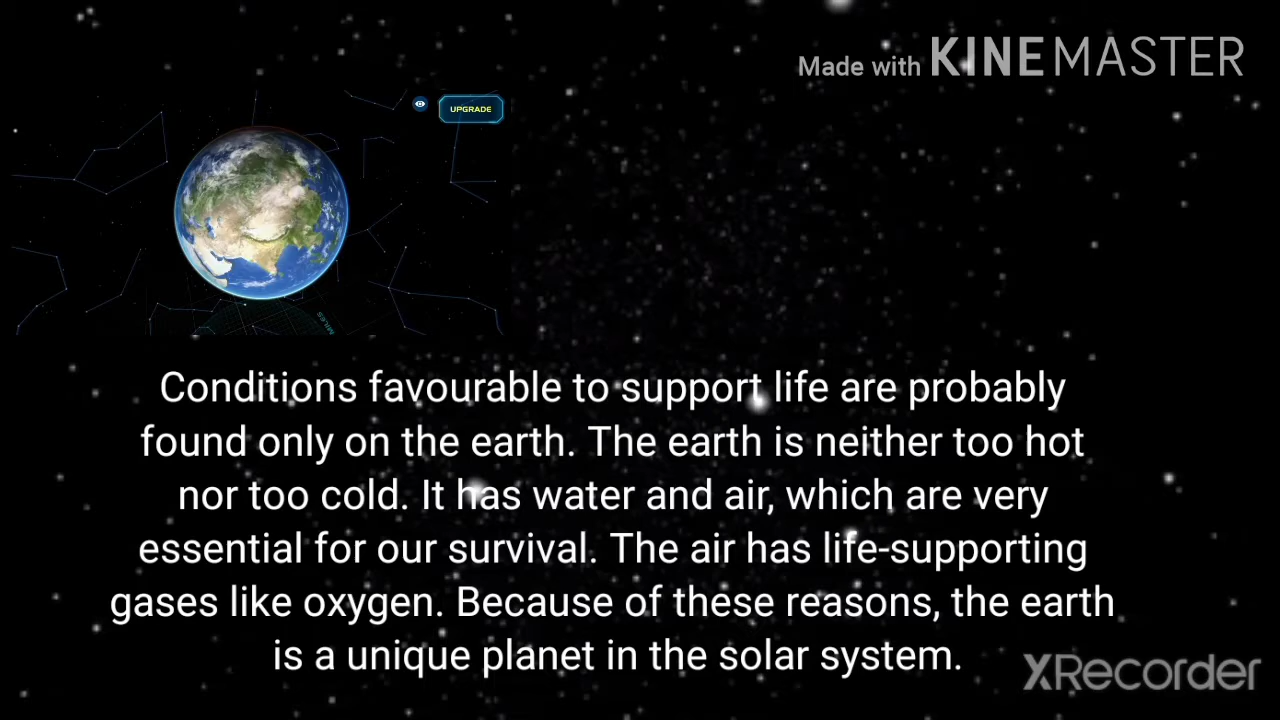 Made with KINEMASTER
UPGRADE
MILES
Conditions favourable to support life are probably
found only on the earth. The earth is neither too hot
nor too cold. It has water and air, which are very
essential for our survival. The air has life-supporting
gases like oxygen. Because of these reasons, the earth
is a unique planet in the solar system.
XRecorder